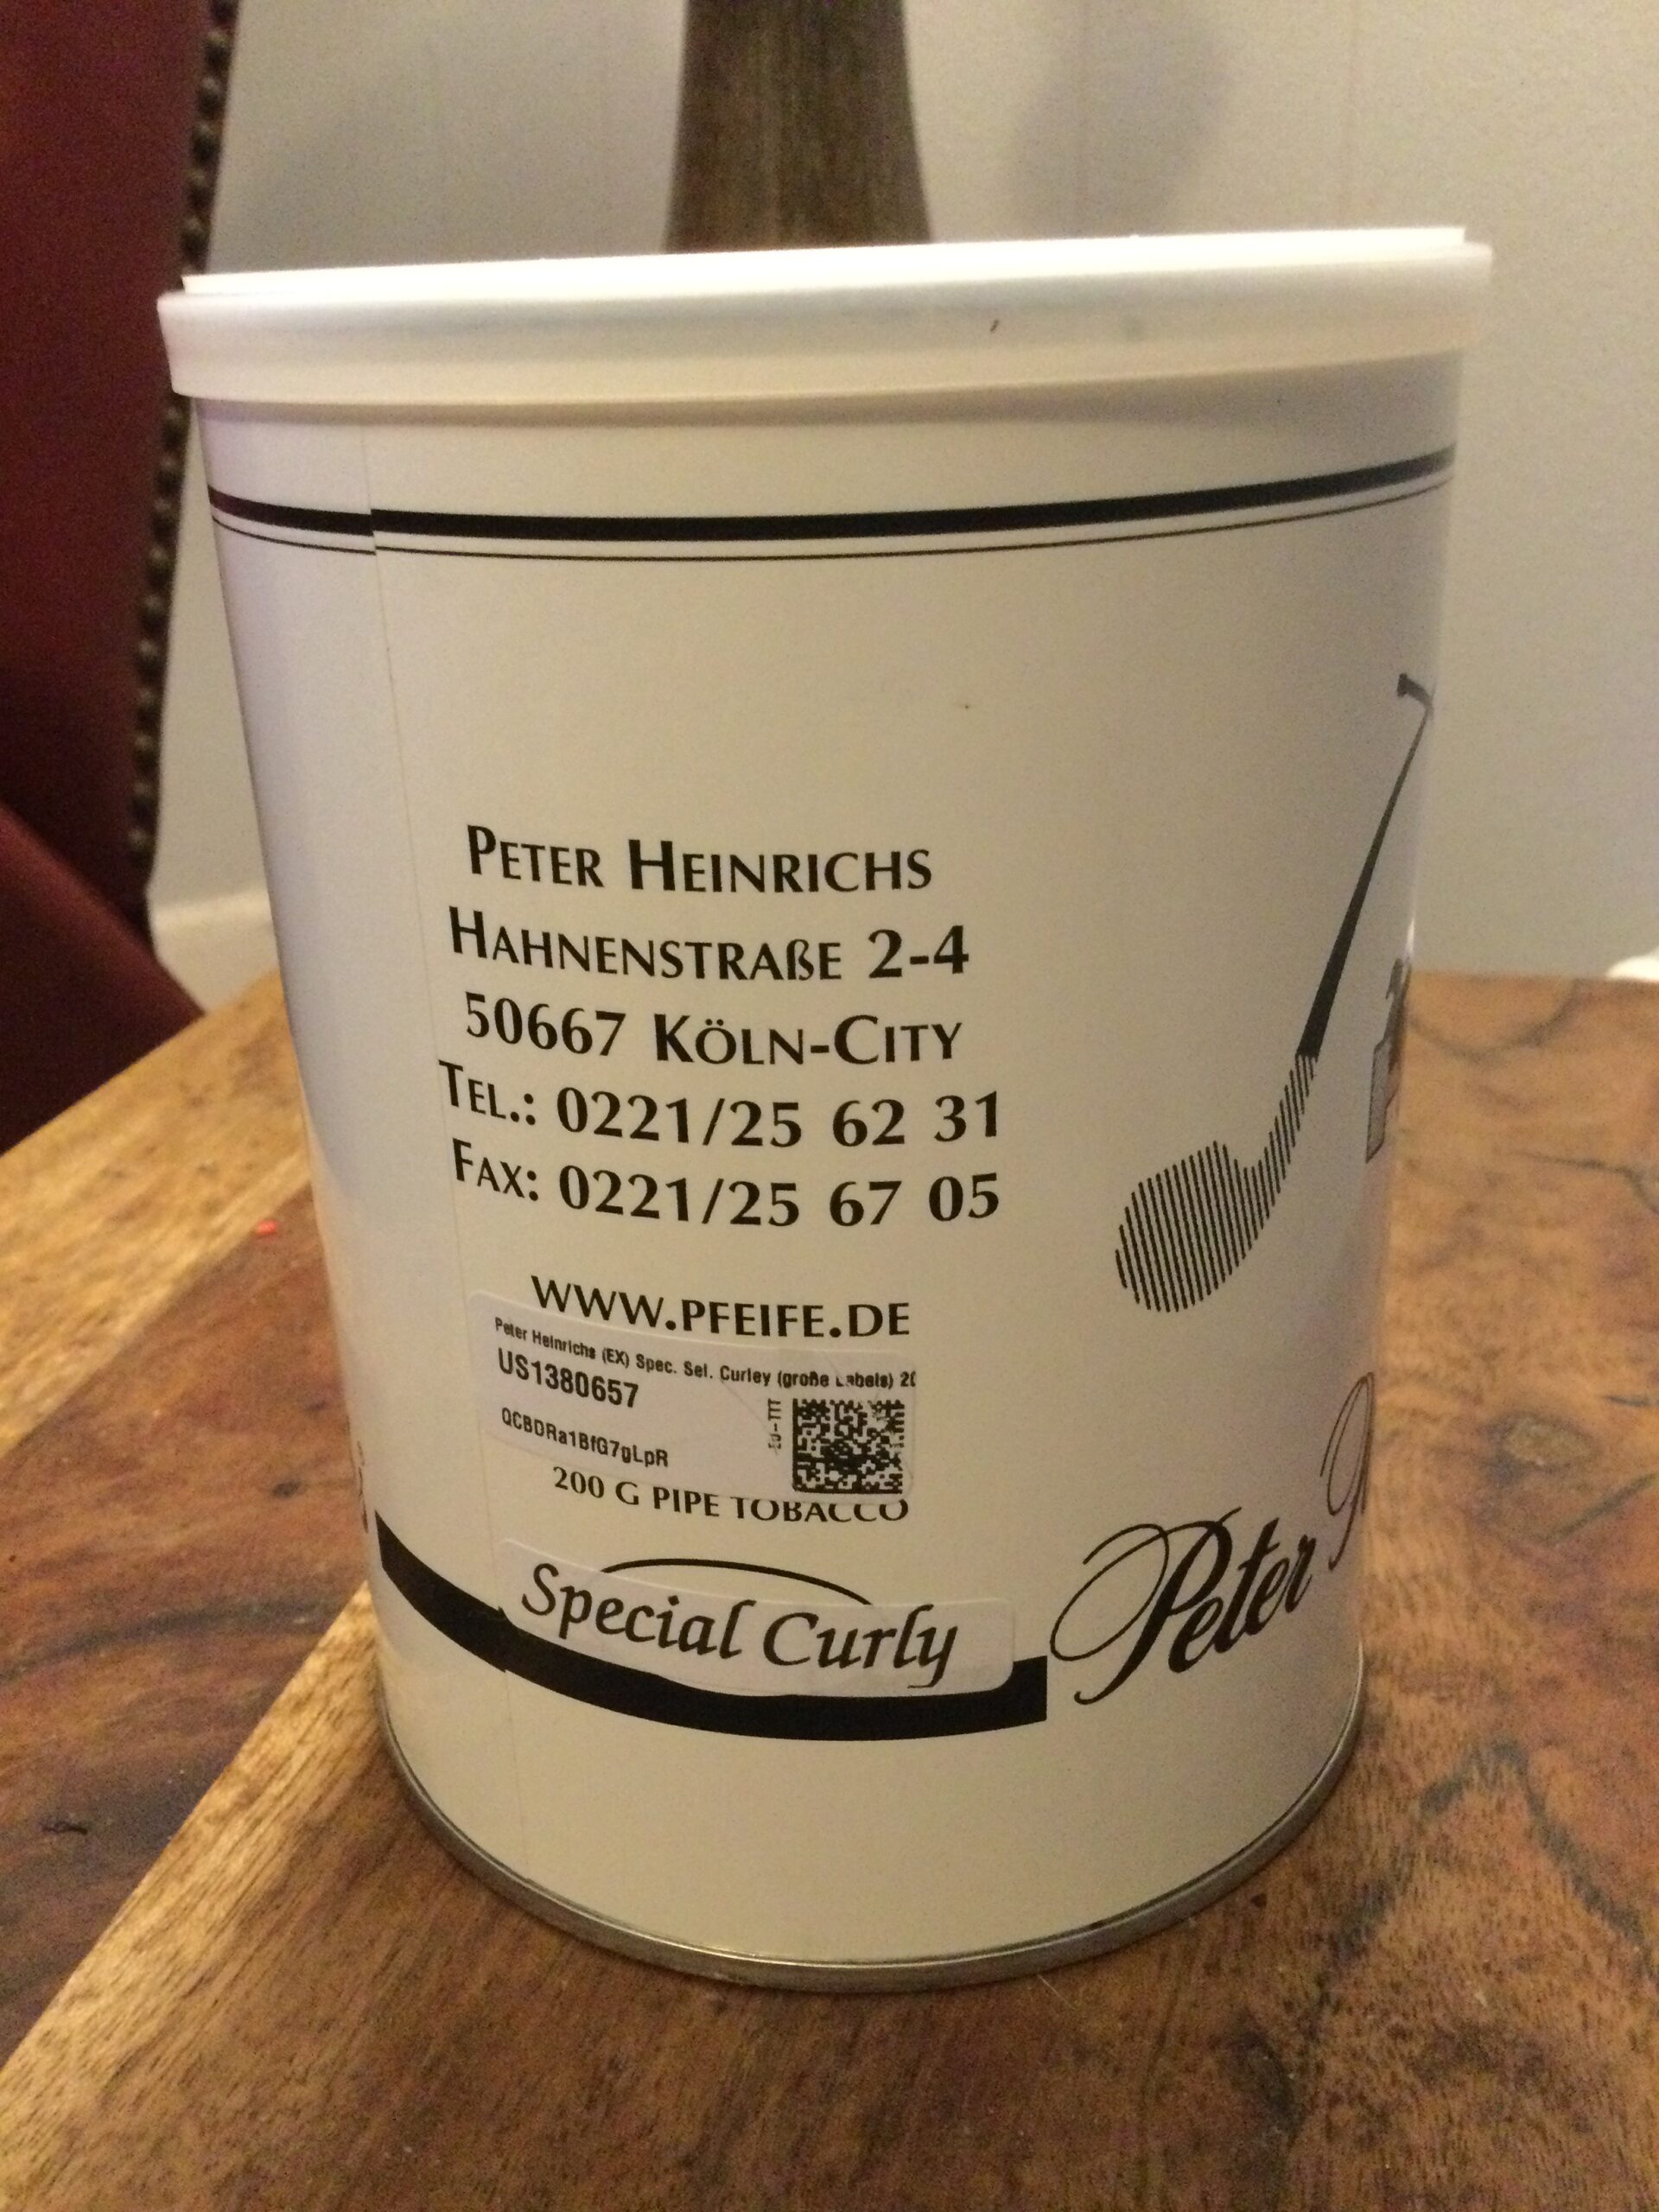 PETER HEINRICHS
HAHNENSTRAßE 2-4
50667 KÖLN-CITY
TEL.: 0221/25 62 31
FAX: 0221/25 67 05
WWW.PFEIFE.DE
Peter Heinrichs (EX) Spec. Sel. Curley (große Labels) 20
US1380657
QCBDRa1BfG7gLpR
200 G PIPE TOBACCO
Special Curly
Peter